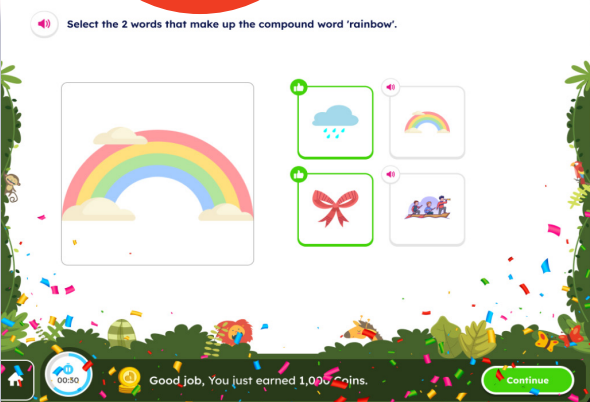 Select the 2 words that make up the compound word 'rainbow'.
00:30
Good job, You just earned 1,000 coins.
Continue